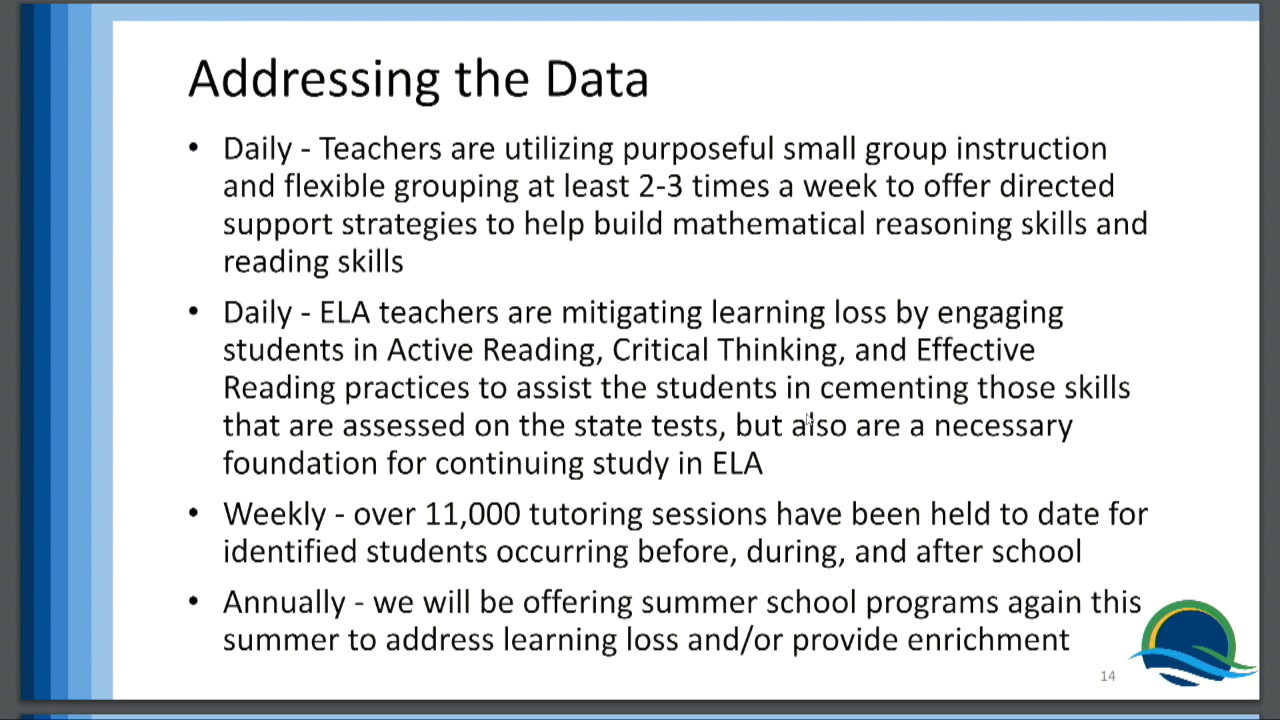 Addressing the Data
• Daily - Teachers are utilizing purposeful small group instruction
and flexible grouping at least 2-3 times a week to offer directed
support strategies to help build mathematical reasoning skills and
reading skills
• Daily - ELA teachers are mitigating learning loss by engaging
students in Active Reading, Critical Thinking, and Effective
Reading practices to assist the students in cementing those skills
that are assessed on the state tests, but also are a necessary
foundation for continuing study in ELA
• Weekly - over 11,000 tutoring sessions have been held to date for
identified students occurring before, during, and after school
• Annually - we will be offering summer school programs again this
summer to address learning loss and/or provide enrichment
14